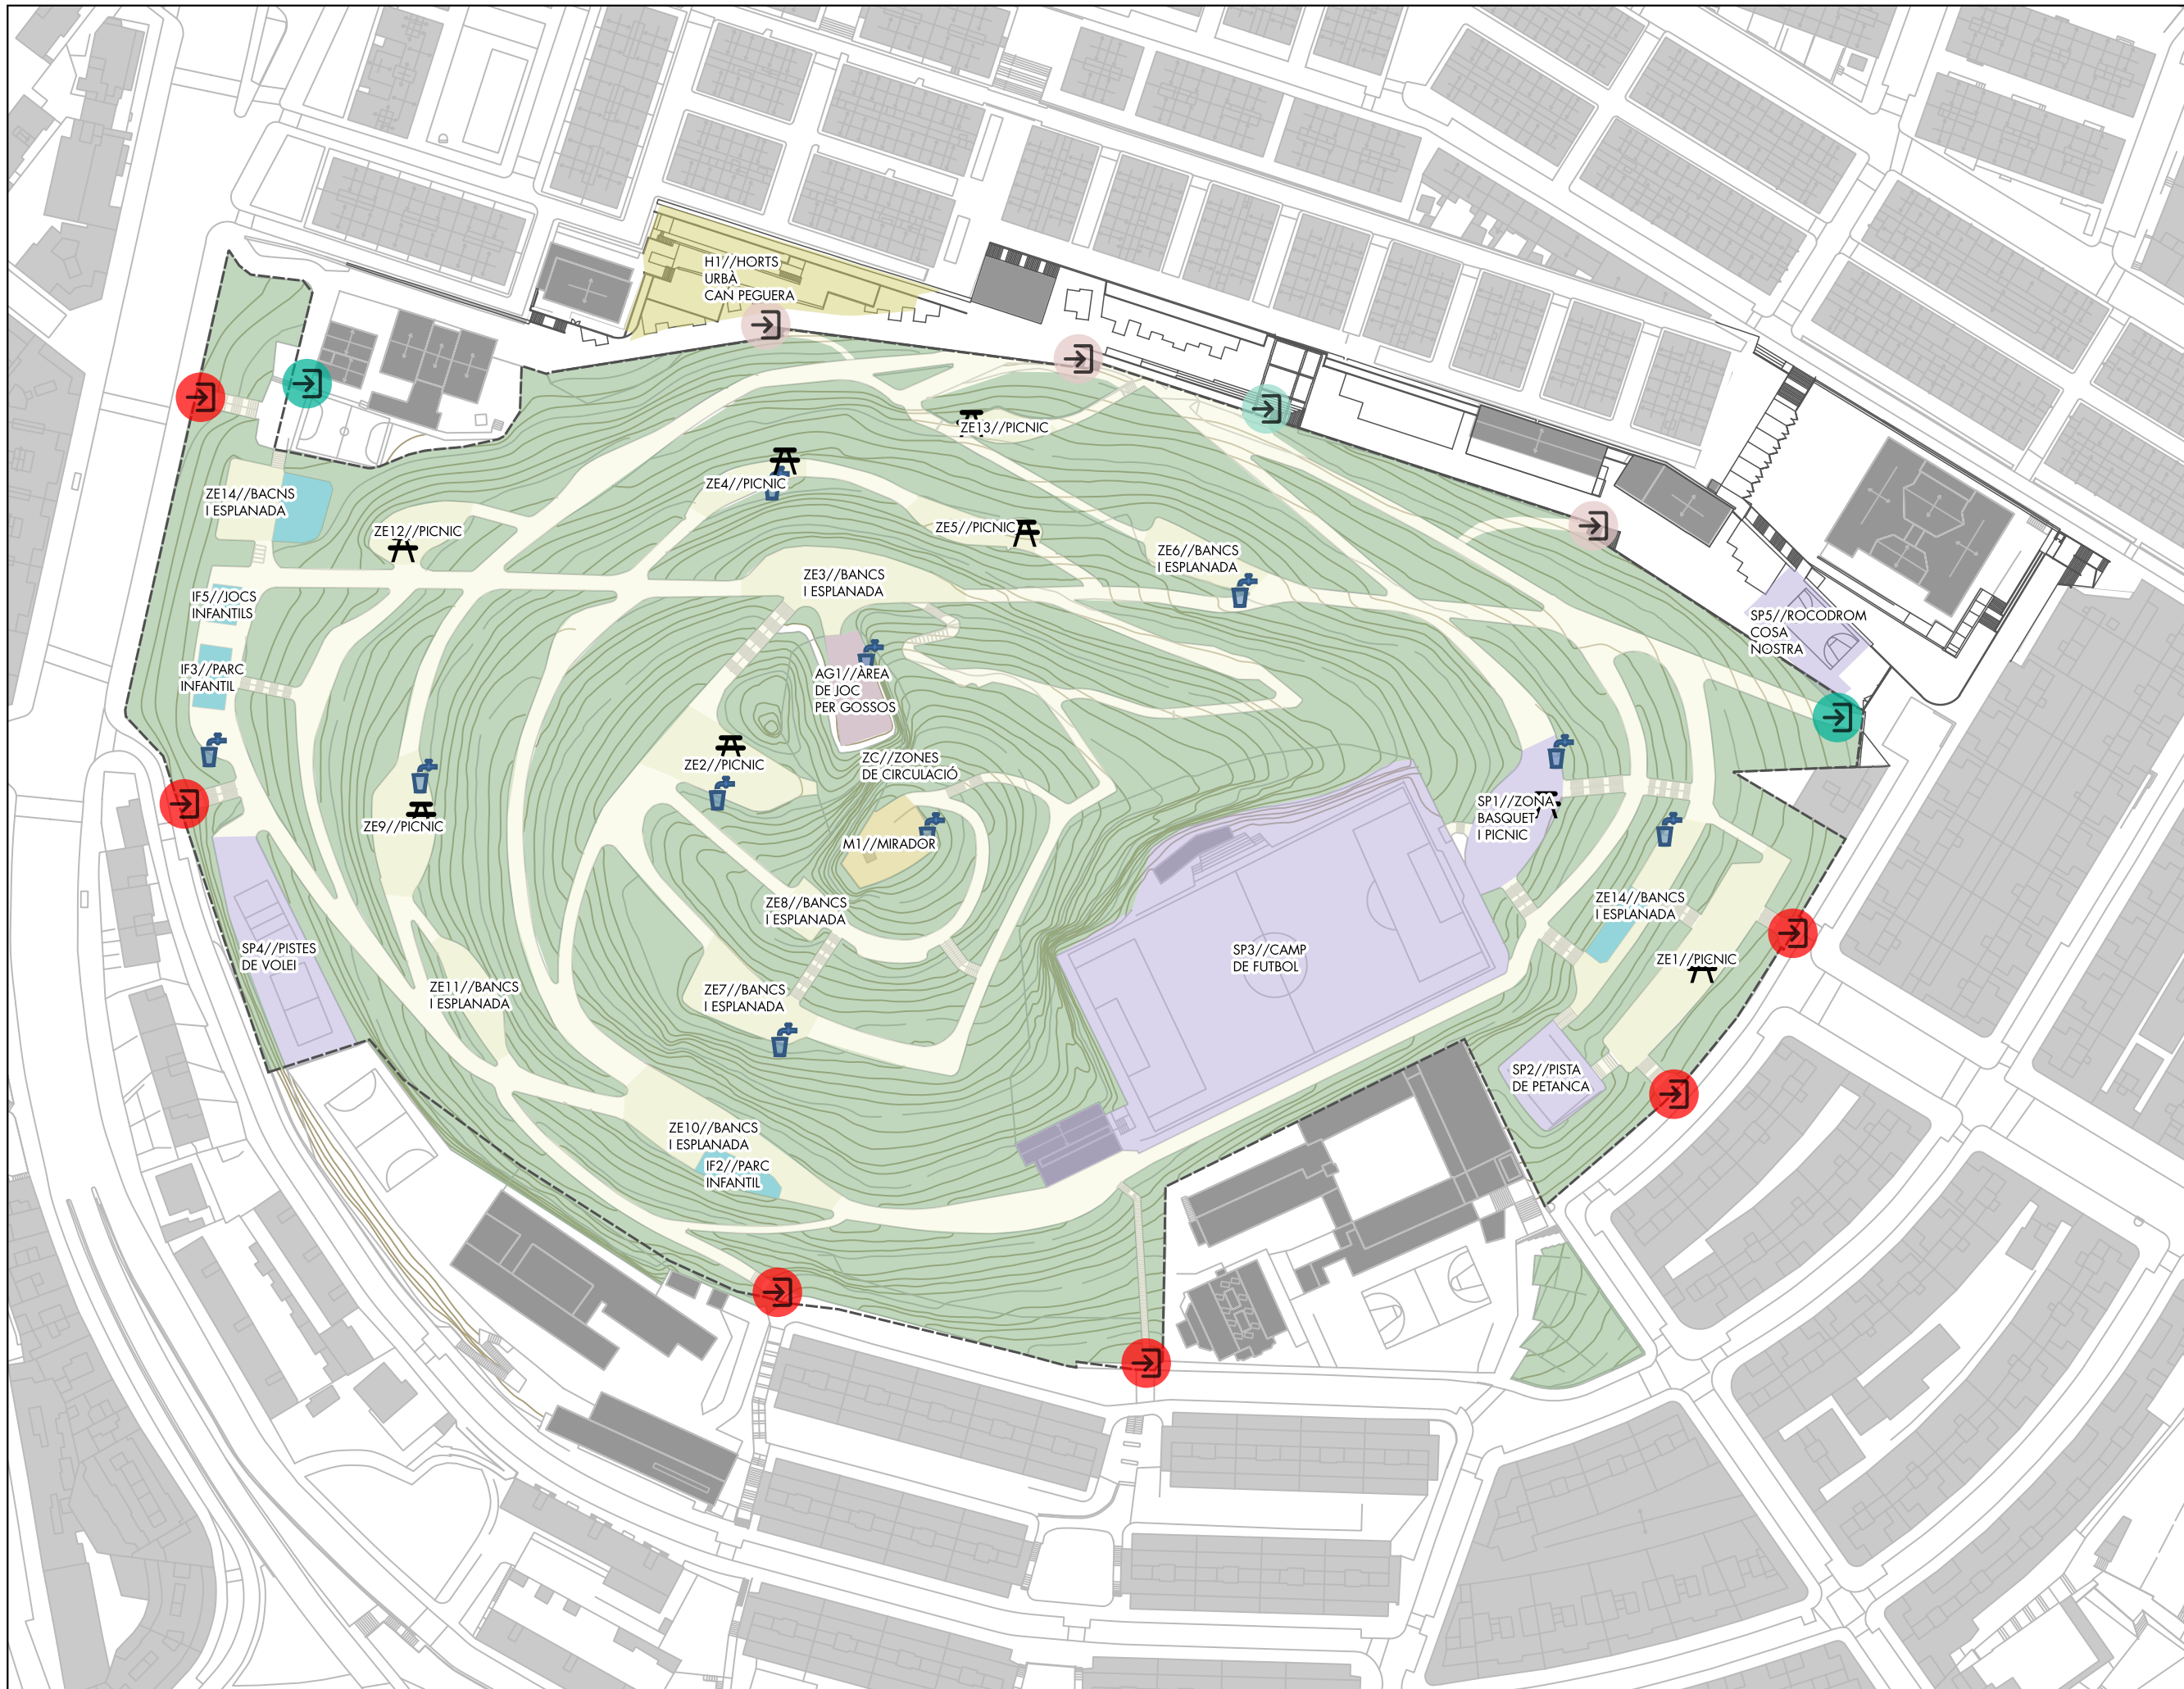 H1//HORTS
URBÀ
CAN PEGUERA
ZE13//PICNIC
ZE4//PICNIC
ZE14//BACNS
I ESPLANADA
ZE12//PICNIC
ZE5//PICNIC
ZE6//BANCS
I ESPLANADA
ZE3//BANCS
I ESPLANADA
IF5//JOCS
INFANTILS
SP5//ROCODROM
COSA
NOSTRA
IF3//PARC
INFANTIL
AG1//ÀREA
DE JOC
PER GOSSOS
ZE2//PICNIC
ZC//ZONES
DE CIRCULACIÓ
SP1//ZONA
BASQUET
I PICNIC
ZE9//PICNIC
M1//MIRADOR
ZE8//BANCS
I ESPLANADA
ZE14//BANCS
I ESPLANADA
SP4//PISTES
DE VOLEI
SP3//CAMP
DE FUTBOL
ZE1//PICNIC
ZE11//BANCS
I ESPLANADA
ZE7//BANCS
I ESPLANADA
SP2//PISTA
DE PETANCA
ZE10//BANCS
I ESPLANADA
IF2//PARC
INFANTIL